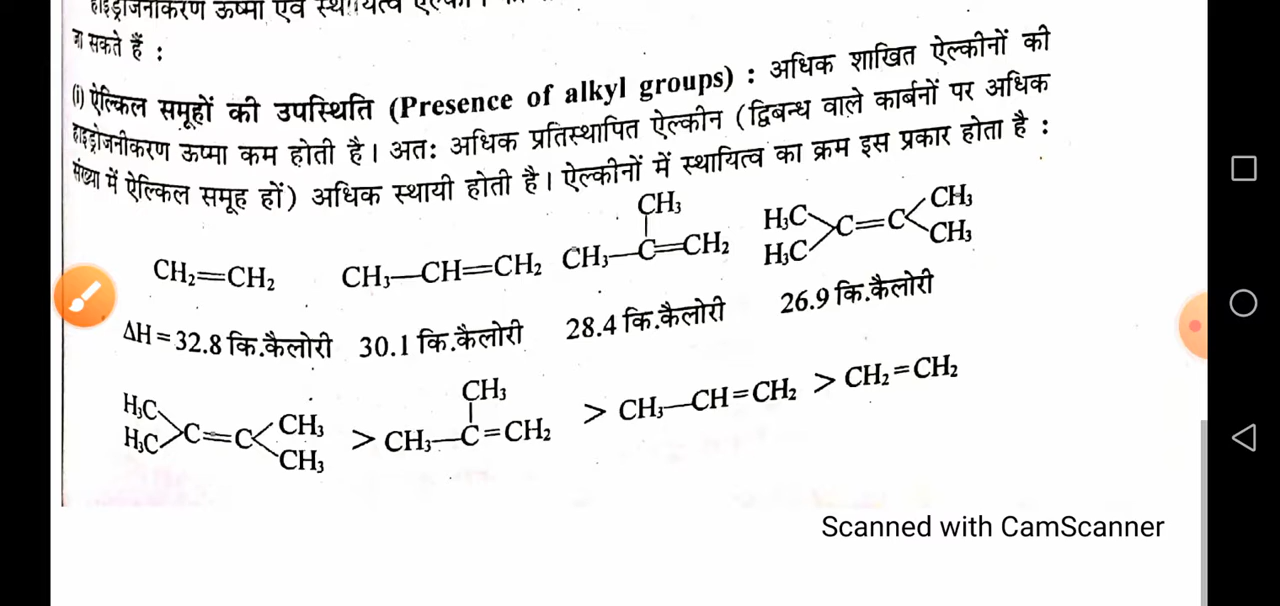 हाइड्रोजनीकरण ऊष्मा एवं स्थायित्व
जा सकते हैं :
(i) ऐल्किल समूहों की उपस्थिति (Presence of alkyl groups) : अधिक शाखित ऐल्कीनों की
हाइड्रोजनीकरण ऊष्मा कम होती है। अतः अधिक प्रतिस्थापित ऐल्कीन (द्विबन्ध वाले कार्बनों पर अधिक
संख्या में ऐल्किल समूह हों) अधिक स्थायी होती है। ऐल्कीनों में स्थायित्व का क्रम इस प्रकार होता है :
CH₃ H₃C CH₃
CH₂=CH₂ CH₃—CH=CH₂ CH₃—C=CH₂ C=C
H₃C CH₃
ΔH = 32.8 कि.कैलोरी 30.1 कि.कैलोरी 28.4 कि.कैलोरी 26.9 कि.कैलोरी
H₃C CH₃ CH₃
C=C > CH₃—C=CH₂ > CH₃—CH=CH₂ > CH₂=CH₂
H₃C CH₃
Scanned with CamScanner